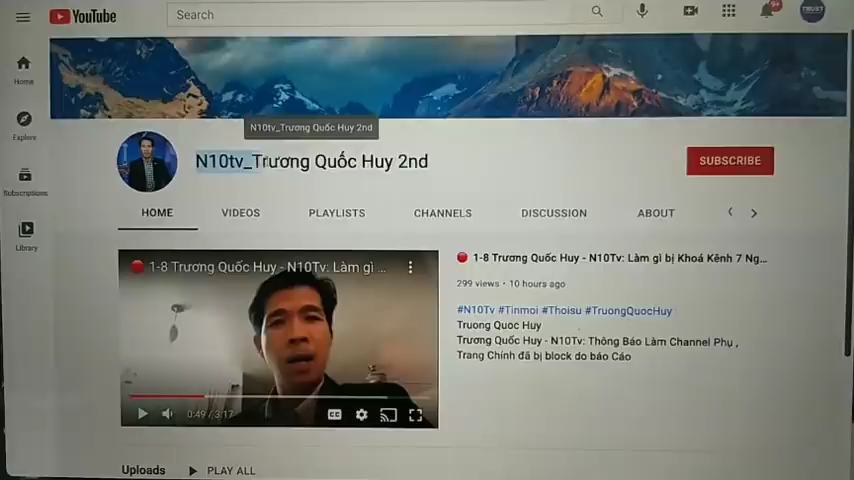 YouTube
Search
9+
TRUST
Home
Explore
Subscriptions
Library
N10tv_Trương Quốc Huy 2nd
N10tv_Trương Quốc Huy 2nd
SUBSCRIBE
HOME VIDEOS PLAYLISTS CHANNELS DISCUSSION ABOUT
1-8 Trương Quốc Huy - N10Tv: Làm gì ...
0:49 / 3:17
CC
1-8 Trương Quốc Huy - N10Tv: Làm gì bị Khoá Kênh 7 Ng...
299 views • 10 hours ago
#N10Tv #Tinmoi #Thoisu #TruongQuocHuy
Truong Quoc Huy
Trương Quốc Huy - N10Tv: Thông Báo Làm Channel Phụ ,
Trang Chính đã bị block do báo Cáo
Uploads PLAY ALL